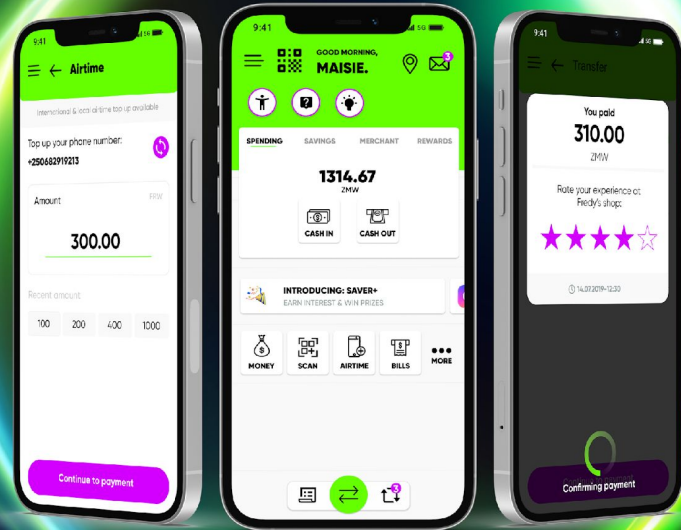 9:41
5G
Airtime
International & local airtime top up available
Top up your phone number:
+250682919213
Amount
FRW
300.00
Recent amount
100 200 400 1000
Continue to payment
9:41
5G
GOOD MORNING,
MAISIE.
3
SPENDING SAVINGS MERCHANT REWARDS
1314.67
ZMW
CASH IN CASH OUT
INTRODUCING: SAVER+
EARN INTEREST & WIN PRIZES
MONEY SCAN AIRTIME BILLS MORE
3
9:41
5G
Transfer
You paid
310.00
ZMW
Rate your experience at
Fredy's shop:
14.07.2019-12:30
Confirming payment